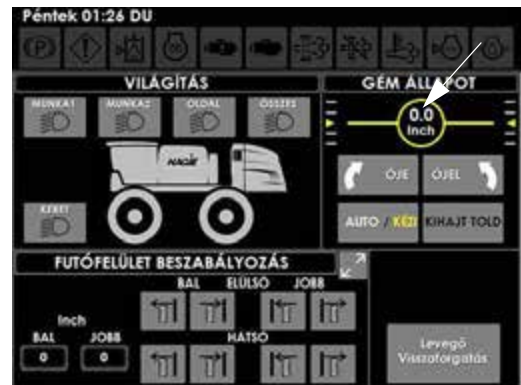 Péntek 01:26 DU
VILÁGÍTÁS
GÉM ÁLLAPOT
MUNKA1 MUNKA2 OLDAL ÖSSZES
0.0
inch
HAGIE
ÓJE ÓJEL
KERET
AUTO / KÉZI KIHAJT TOLD
FUTÓFELÜLET BESZABÁLYOZÁS
BAL ELÜLSŐ JOBB
Inch
BAL JOBB
HÁTSÓ
0 0
Levegő
Visszaforgatás